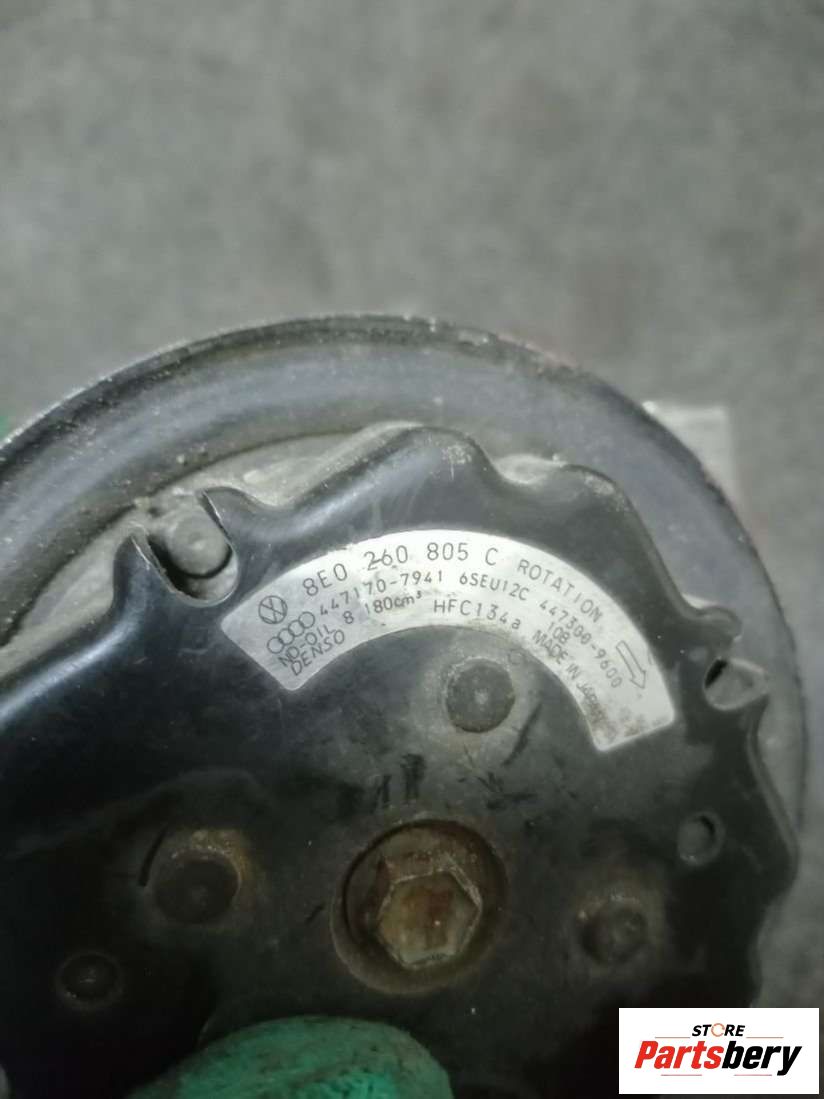 8E0 260 805 C ROTATION
447170-7941 6SEU12C 447300-9600
ND-OIL 8 180cm³ HFC134a 10B
DENSO MADE IN JAPAN
STORE
Partsbery